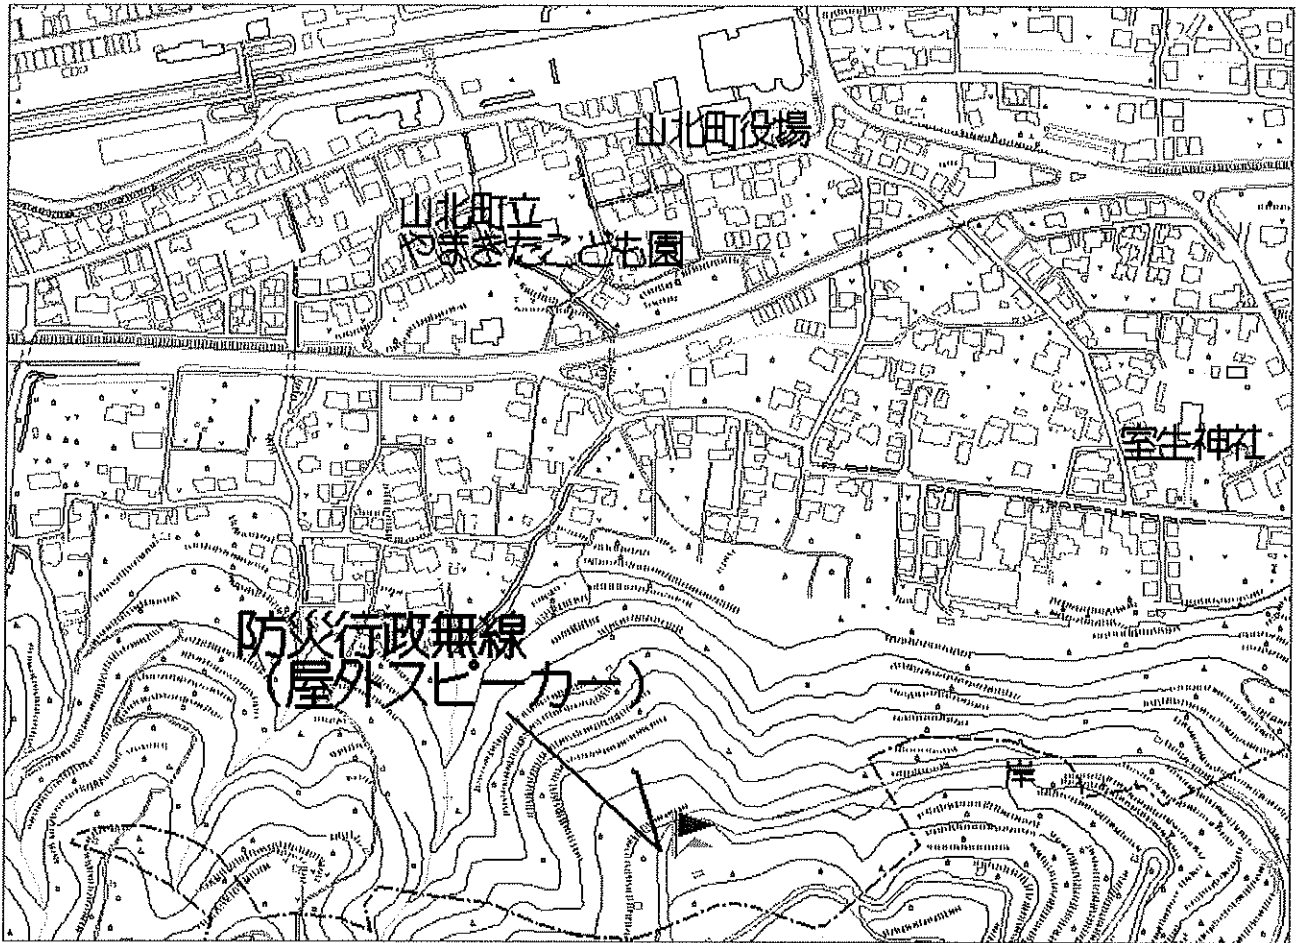 山北町役場
山北町立
やまきたこども園
室生神社
防災行政無線
（屋外スピーカー）
岸